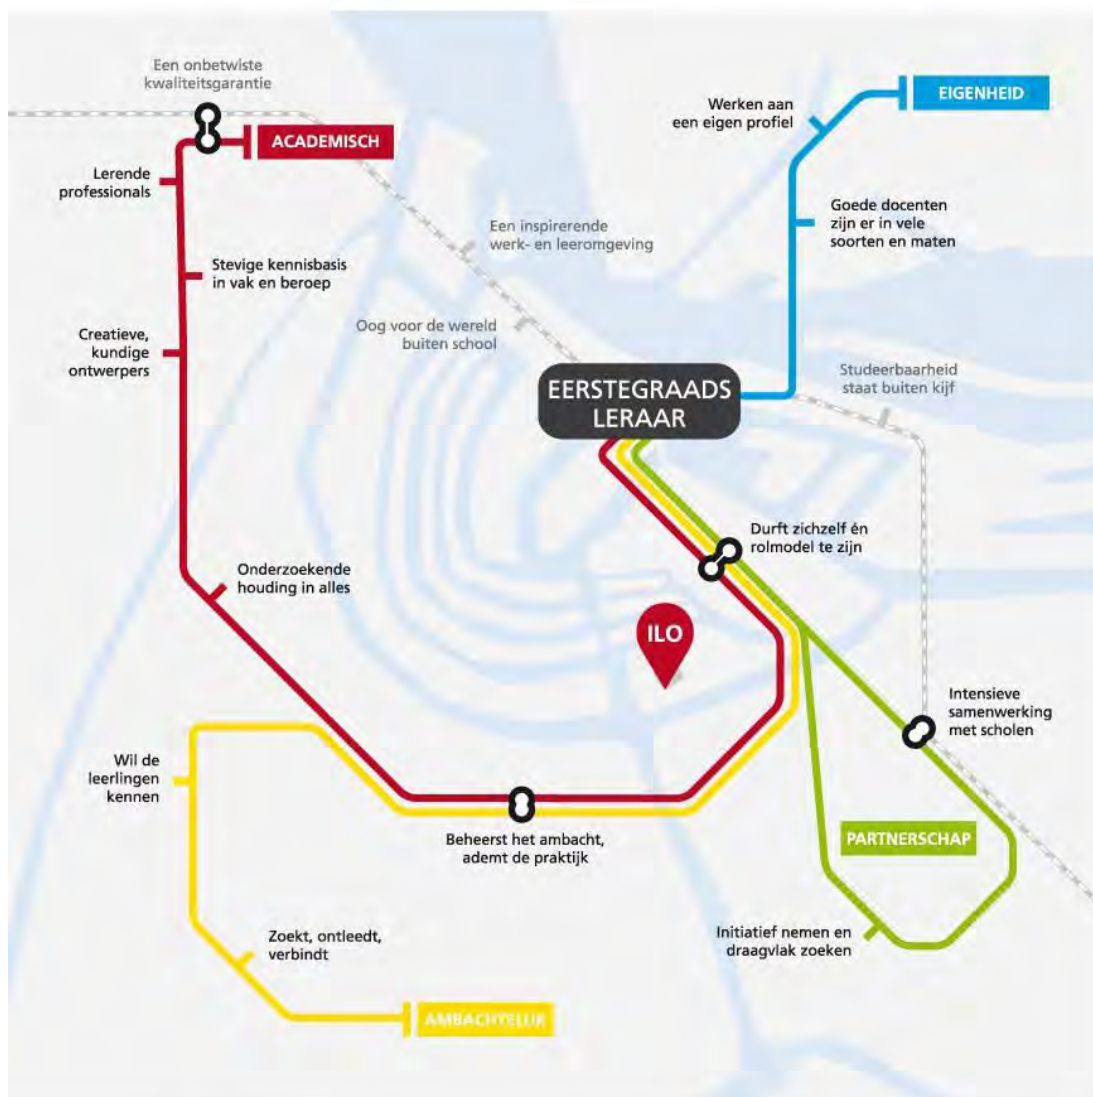 Een onbetwiste
kwaliteitsgarantie
ACADEMISCH
EIGENHEID
Werken aan
een eigen profiel
Lerende
professionals
Goede docenten
zijn er in vele
soorten en maten
Een inspirerende
werk- en leeromgeving
Stevige kennisbasis
in vak en beroep
Oog voor de wereld
buiten school
Creatieve,
kundige
ontwerpers
EERSTEGRAADS
LERAAR
Studeerbaarheid
staat buiten kijf
Durft zichzelf én
rolmodel te zijn
Onderzoekende
houding in alles
ILO
Intensieve
samenwerking
met scholen
Wil de
leerlingen
kennen
Beheerst het ambacht,
ademt de praktijk
PARTNERSCHAP
Initiatief nemen en
draagvlak zoeken
Zoekt, ontleedt,
verbindt
AMBACHTELIJK